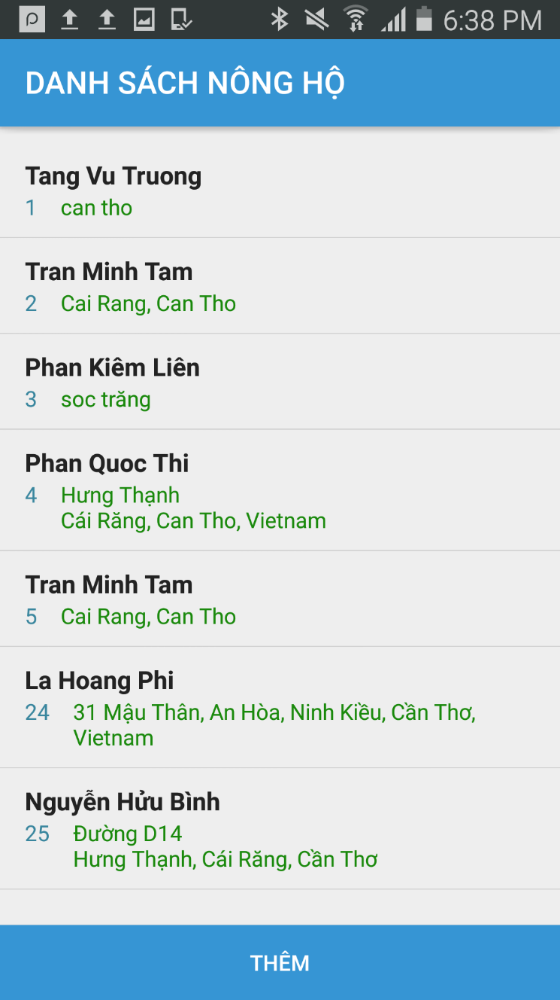 6:38 PM
DANH SÁCH NÔNG HỘ
Tang Vu Truong
1 can tho
Tran Minh Tam
2 Cai Rang, Can Tho
Phan Kiêm Liên
3 soc trăng
Phan Quoc Thi
4 Hưng Thạnh
Cái Răng, Can Tho, Vietnam
Tran Minh Tam
5 Cai Rang, Can Tho
La Hoang Phi
24 31 Mậu Thân, An Hòa, Ninh Kiều, Cần Thơ,
Vietnam
Nguyễn Hửu Bình
25 Đường D14
Hưng Thạnh, Cái Răng, Cần Thơ
THÊM